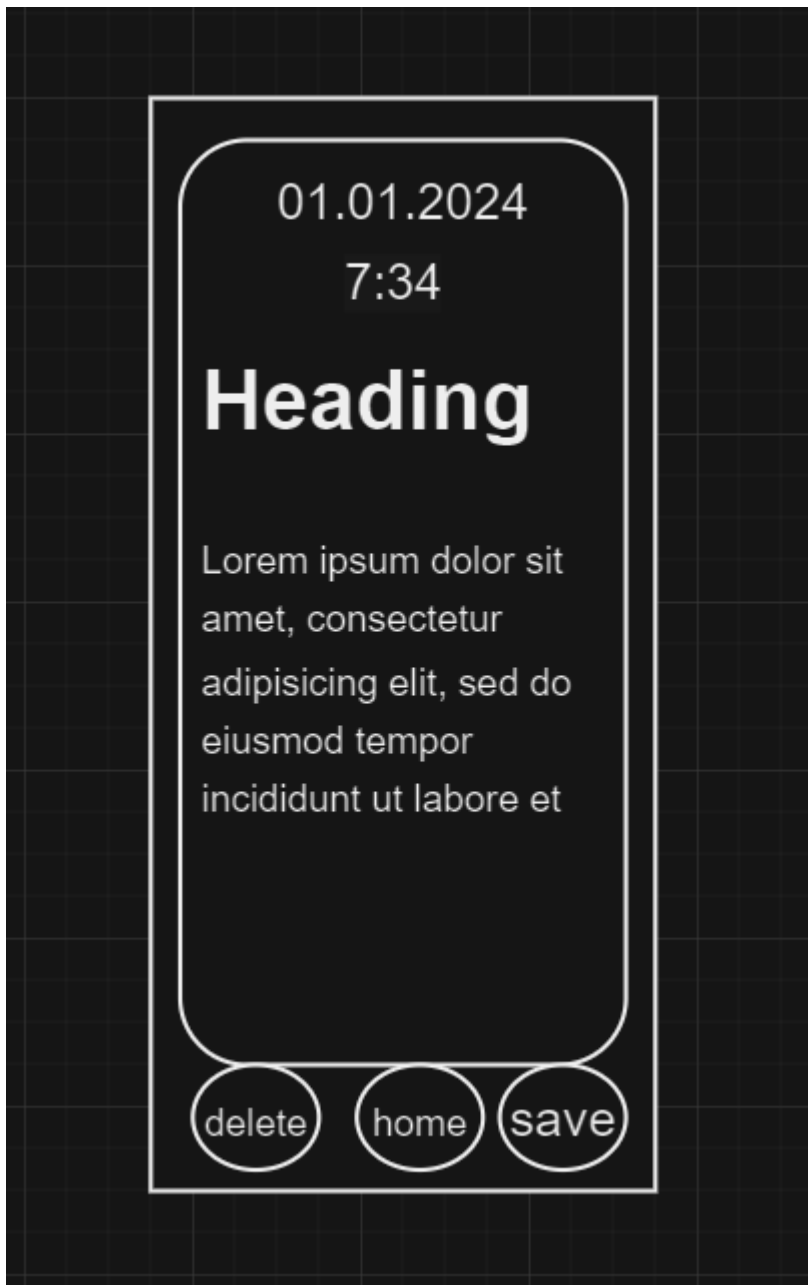 01.01.2024
7:34
Heading
Lorem ipsum dolor sit
amet, consectetur
adipisicing elit, sed do
eiusmod tempor
incididunt ut labore et
delete home save